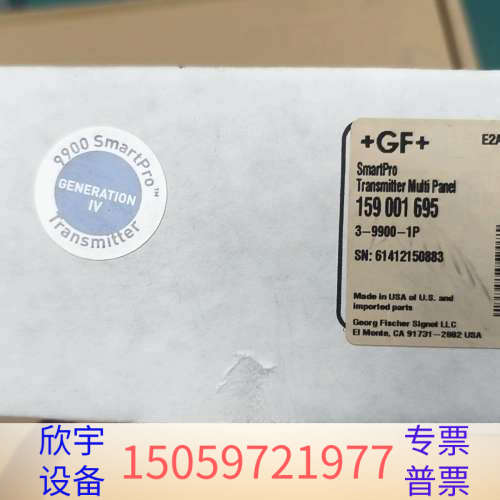 9900 SmartPro™
GENERATION
IV
Transmitter
+GF+
E2A
SmartPro
Transmitter Multi Panel
159 001 695
3-9900-1P
SN: 61412150883
Made in USA of U.S. and
imported parts
Georg Fischer Signet LLC
El Monte, CA 91731-2882 USA
欣宇
设备
15059721977
专票
普票